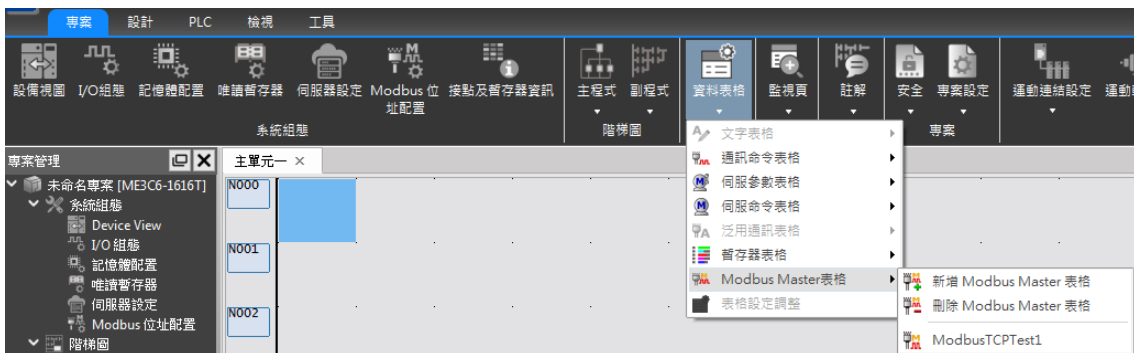 專案 設計 PLC 檢視 工具
設備視圖 I/O組態 記憶體配置 唯讀暫存器 伺服器設定 Modbus 位址配置 接點及暫存器資訊 主程式 副程式 資料表格 監視頁 註解 安全 專案設定 運動連結設定
系統組態 階梯圖 專案
專案管理
主單元一 ×
未命名專案 [ME3C6-1616T]
系統組態
Device View
I/O 組態
記憶體配置
唯讀暫存器
伺服器設定
Modbus 位址配置
階梯圖
N000
N001
N002
文字表格
通訊命令表格
伺服參數表格
伺服命令表格
泛用通訊表格
暫存器表格
Modbus Master表格
表格設定調整
新增 Modbus Master 表格
刪除 Modbus Master 表格
ModbusTCPTest1